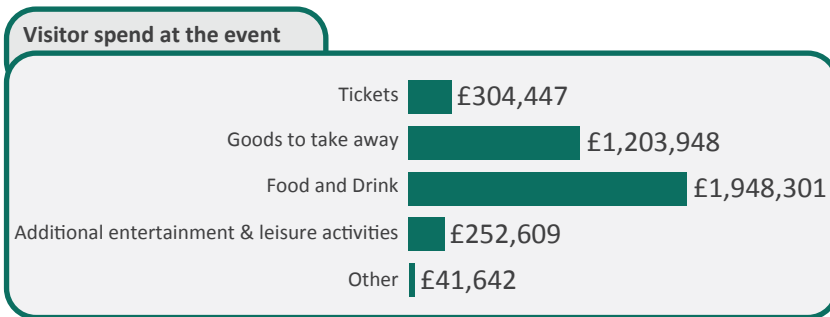 Visitor spend at the event
Tickets £304,447
Goods to take away £1,203,948
Food and Drink £1,948,301
Additional entertainment & leisure activities £252,609
Other £41,642